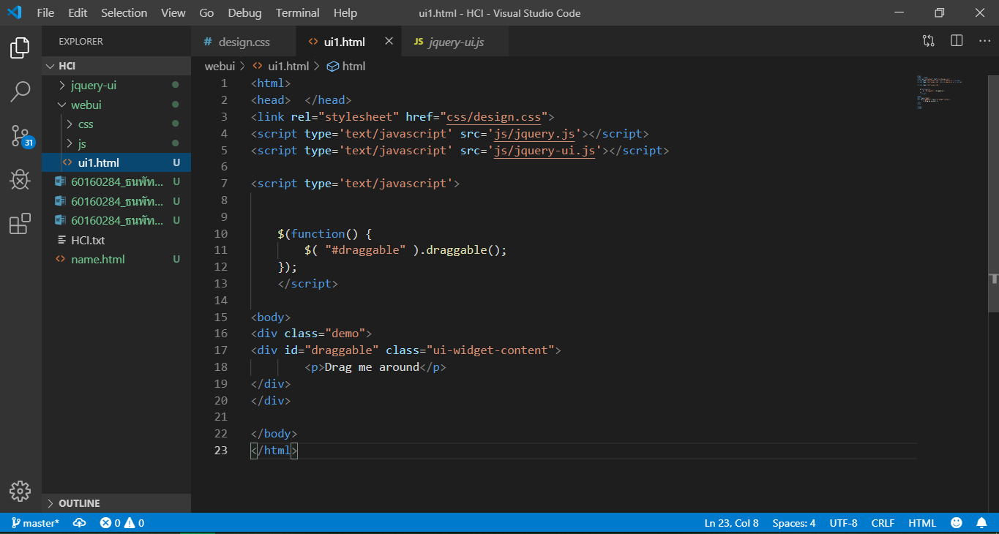 File Edit Selection View Go Debug Terminal Help
ui1.html - HCI - Visual Studio Code
EXPLORER
HCI
jquery-ui
webui
css
js
ui1.html U
60160284_ธนพัท... U
60160284_ธนพัท... U
60160284_ธนพัท... U
HCI.txt
name.html U
OUTLINE
31
# design.css
<> ui1.html
JS jquery-ui.js
webui > <> ui1.html > html
1 <html>
2 <head>  </head>
3 <link rel="stylesheet" href="css/design.css">
4 <script type='text/javascript' src='js/jquery.js'></script>
5 <script type='text/javascript' src='js/jquery-ui.js'></script>
6
7 <script type='text/javascript'>
8
9
10     $(function() {
11         $( "#draggable" ).draggable();
12     });
13     </script>
14
15 <body>
16 <div class="demo">
17 <div id="draggable" class="ui-widget-content">
18         <p>Drag me around</p>
19 </div>
20 </div>
21
22 </body>
23 </html>
master* 0 0 Ln 23, Col 8 Spaces: 4 UTF-8 CRLF HTML